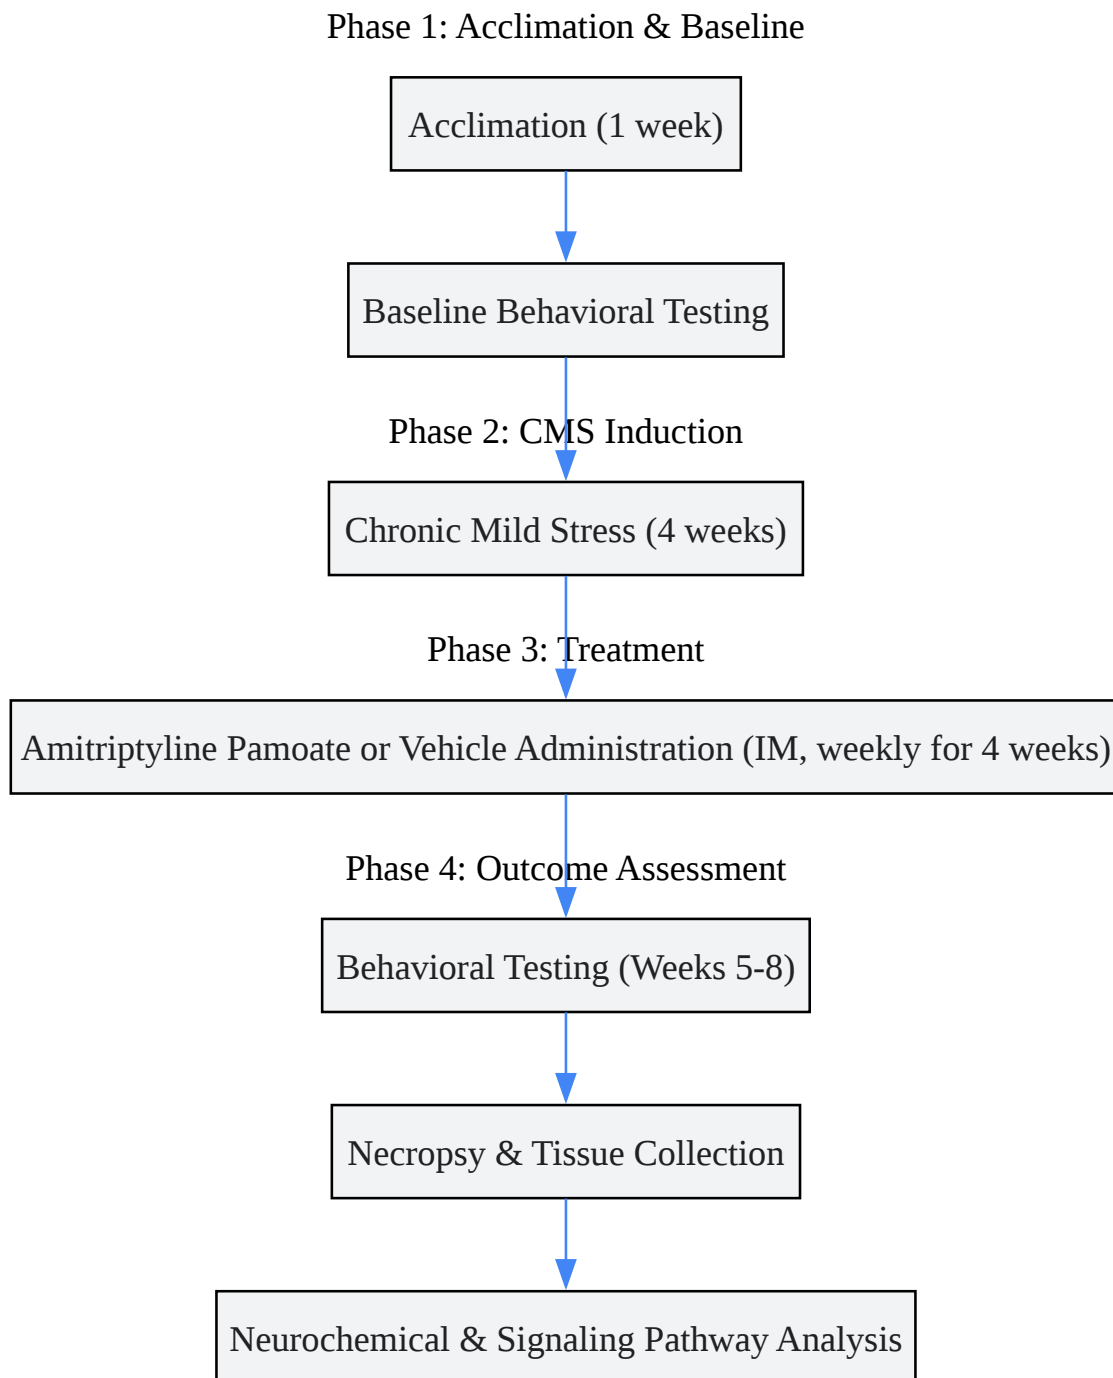 Phase 1: Acclimation & Baseline
Acclimation (1 week)
Baseline Behavioral Testing
Phase 2: CMS Induction
Chronic Mild Stress (4 weeks)
Phase 3: Treatment
Amitriptyline Pamoate or Vehicle Administration (IM, weekly for 4 weeks)
Phase 4: Outcome Assessment
Behavioral Testing (Weeks 5-8)
Necropsy & Tissue Collection
Neurochemical & Signaling Pathway Analysis